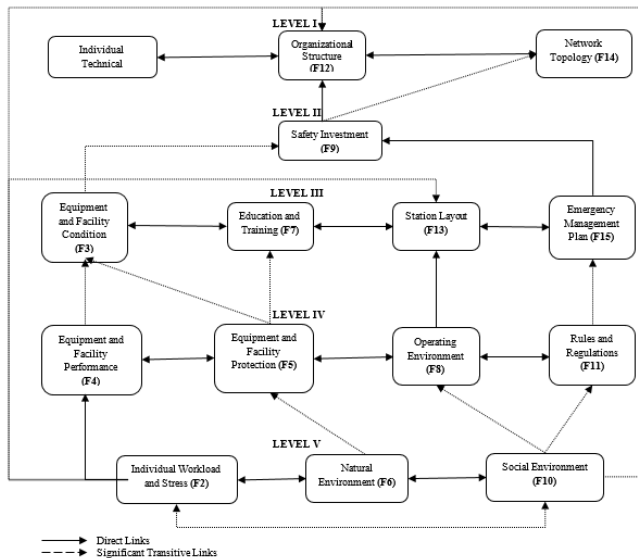 LEVEL I
Individual
Technical
Organizational
Structure
(F12)
Network
Topology (F14)
LEVEL II
Safety Investment
(F9)
LEVEL III
Equipment
and Facility
Condition
(F3)
Education and
Training (F7)
Station Layout
(F13)
Emergency
Management
Plan (F15)
LEVEL IV
Equipment and
Facility
Performance
(F4)
Equipment and
Facility
Protection (F5)
Operating
Environment
(F8)
Rules and
Regulations
(F11)
LEVEL V
Individual Workload
and Stress (F2)
Natural
Environment (F6)
Social Environment
(F10)
Direct Links
Significant Transitive Links